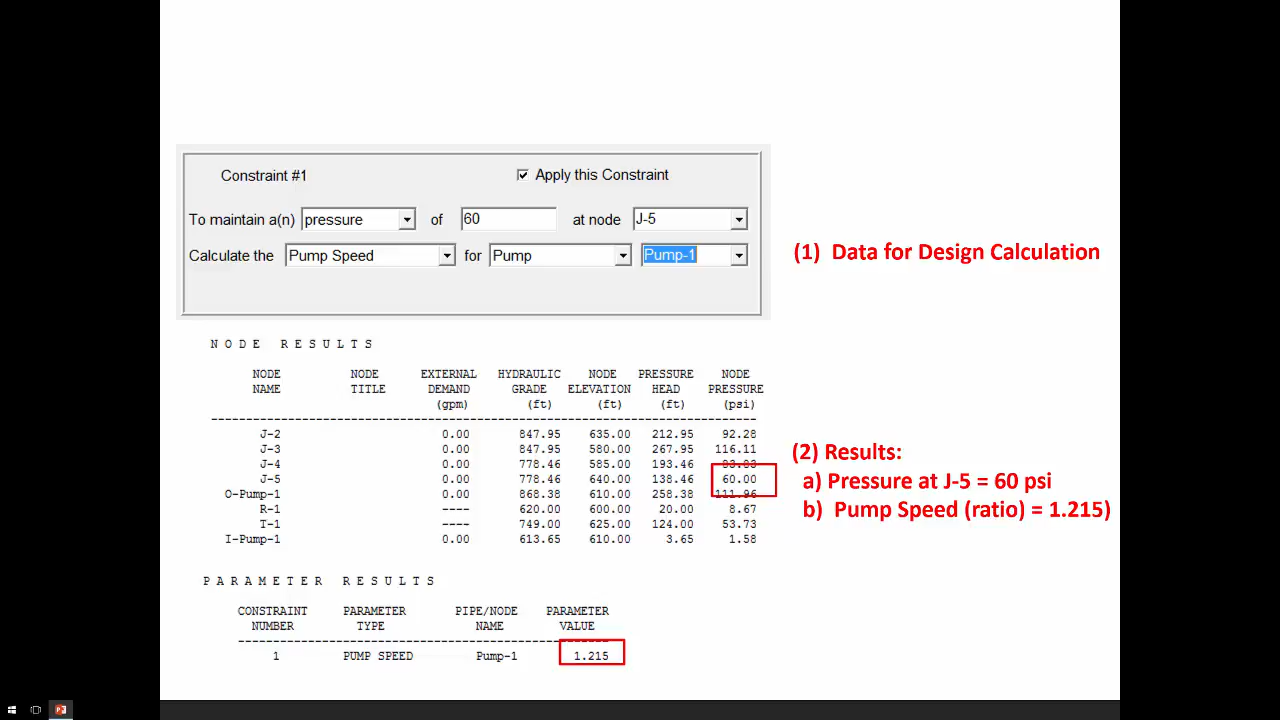 Constraint #1 Apply this Constraint
To maintain a(n) pressure of 60 at node J-5
Calculate the Pump Speed for Pump Pump-1
(1) Data for Design Calculation
NODE RESULTS
NODE NODE EXTERNAL HYDRAULIC NODE PRESSURE NODE
NAME TITLE DEMAND GRADE ELEVATION HEAD PRESSURE
(gpm) (ft) (ft) (ft) (psi)
J-2 0.00 847.95 635.00 212.95 92.28
J-3 0.00 847.95 580.00 267.95 116.11
J-4 0.00 778.46 585.00 193.46 83.83
J-5 0.00 778.46 640.00 138.46 60.00
O-Pump-1 0.00 868.38 610.00 258.38 111.96
R-1 ---- 620.00 600.00 20.00 8.67
T-1 ---- 749.00 625.00 124.00 53.73
I-Pump-1 0.00 613.65 610.00 3.65 1.58
(2) Results:
a) Pressure at J-5 = 60 psi
b) Pump Speed (ratio) = 1.215)
PARAMETER RESULTS
CONSTRAINT PARAMETER PIPE/NODE PARAMETER
NUMBER TYPE NAME VALUE
1 PUMP SPEED Pump-1 1.215